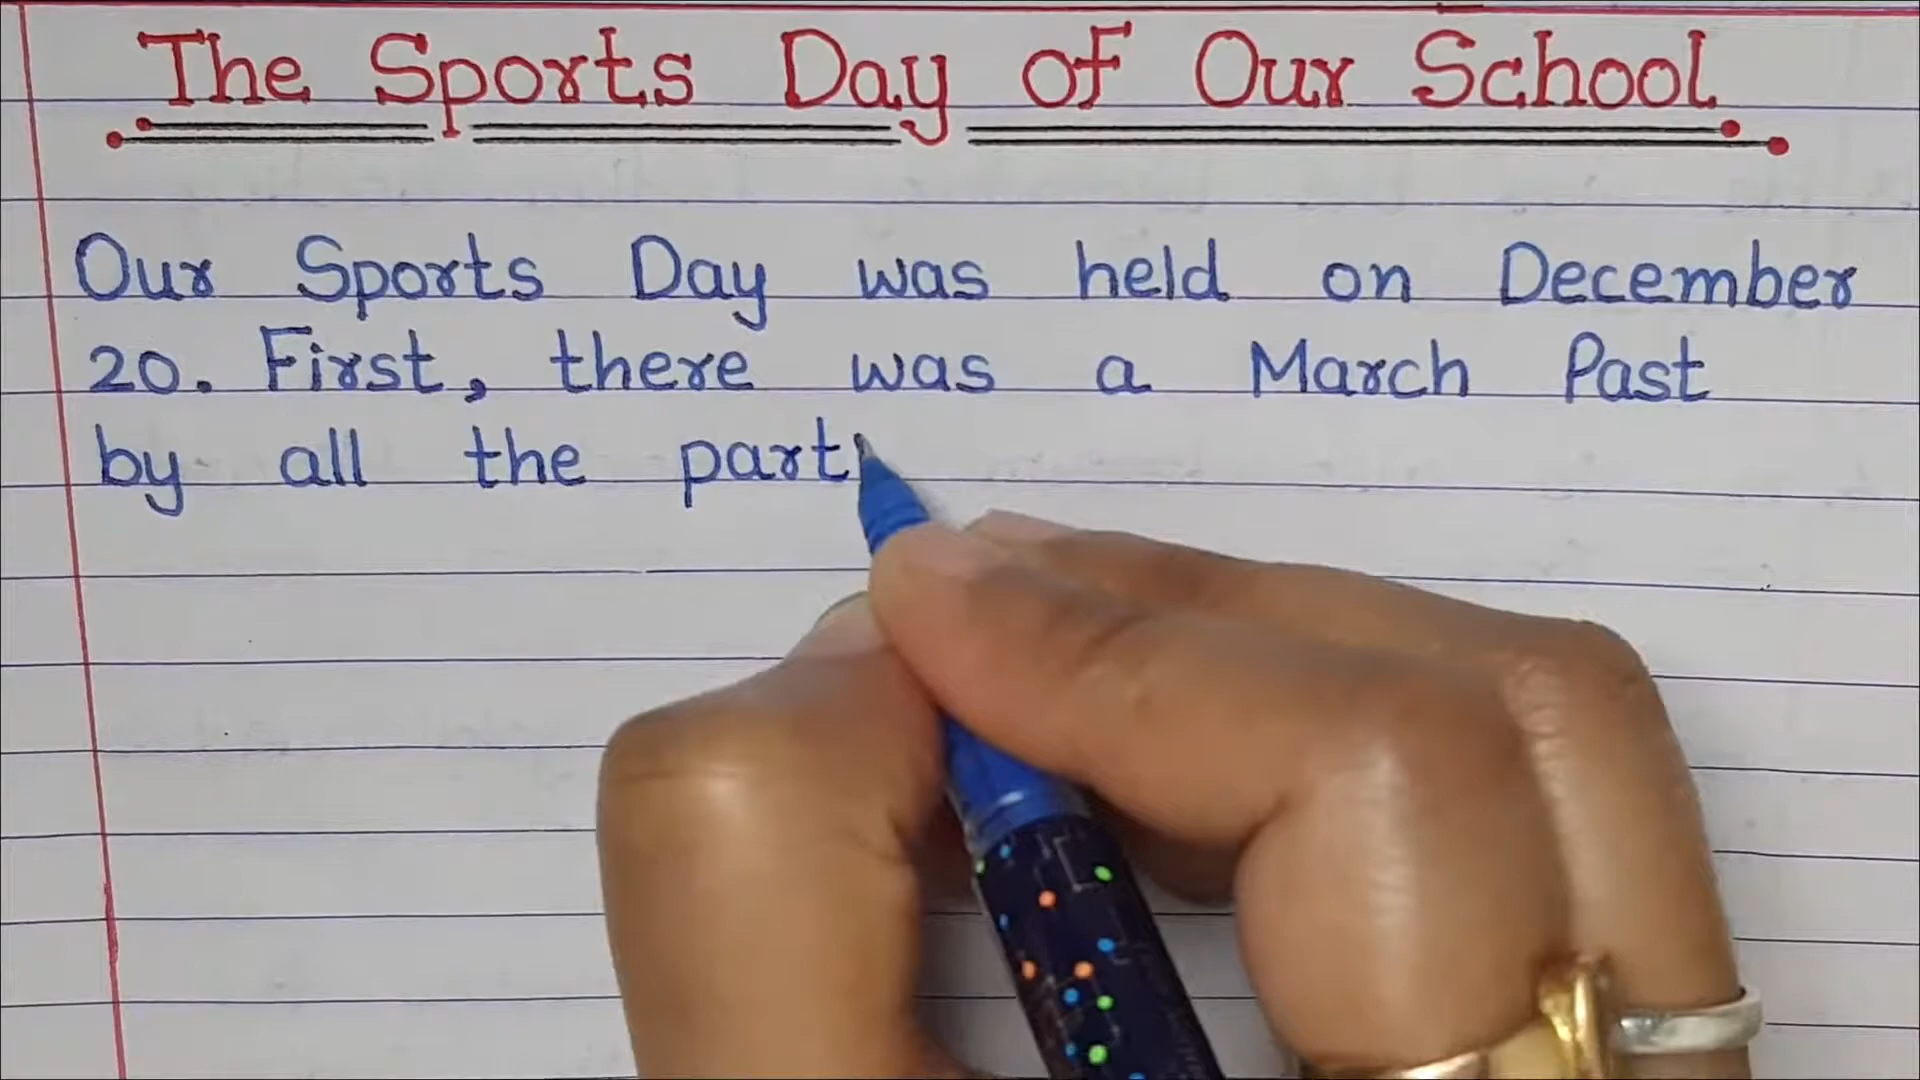 The Sports Day of Our School
Our Sports Day was held on December
20. First, there was a March Past
by all the parti